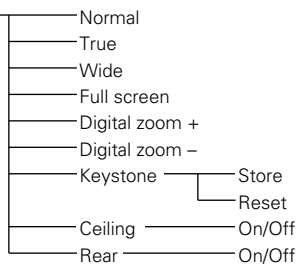 Normal
True
Wide
Full screen
Digital zoom +
Digital zoom –
Keystone Store
Reset
Ceiling On/Off
Rear On/Off